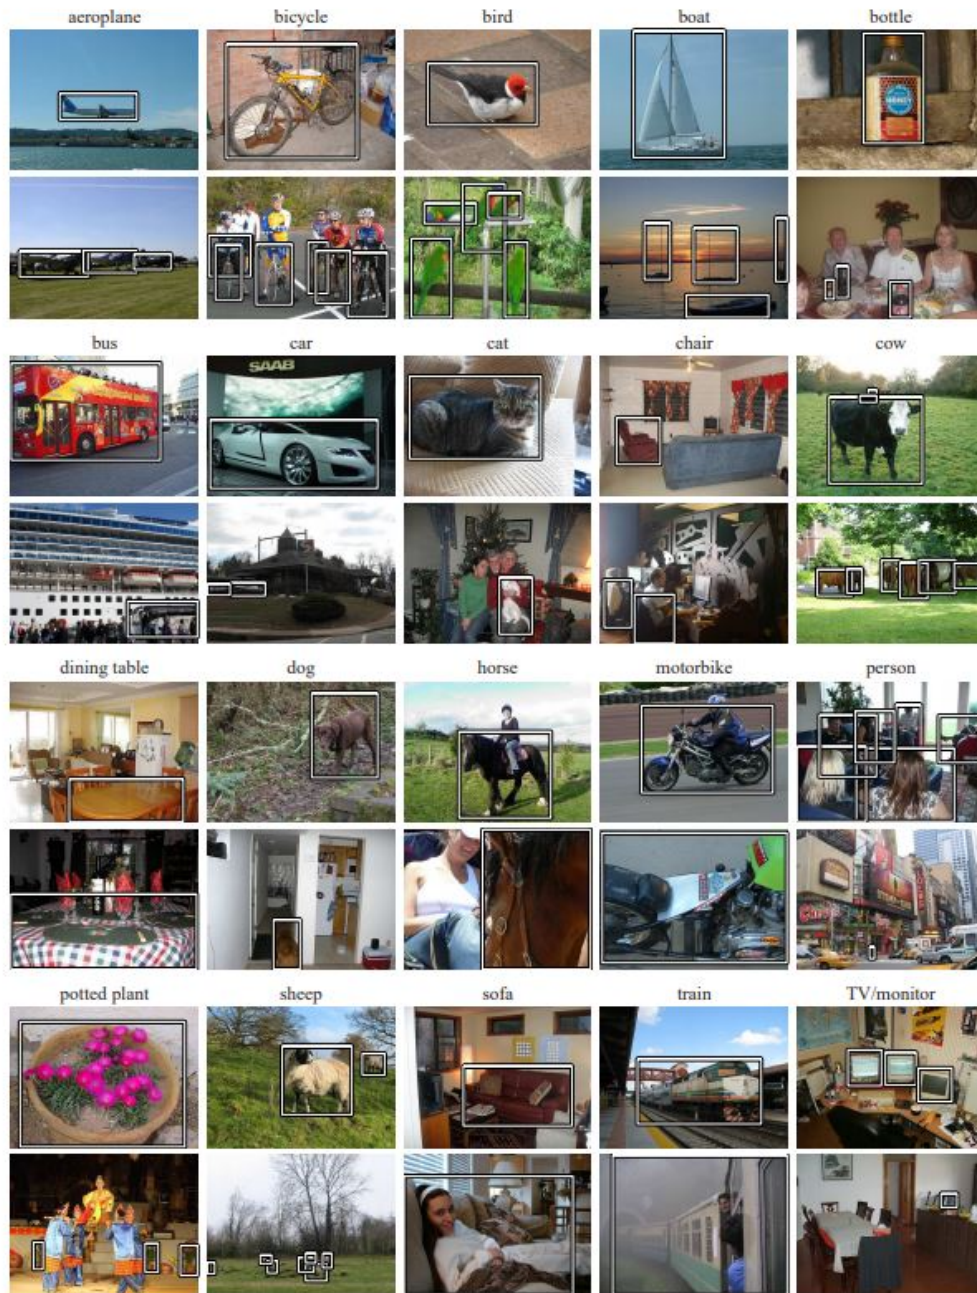 aeroplane
bicycle
bird
boat
bottle
bus
car
cat
chair
cow
SAAB
dining table
dog
horse
motorbike
person
potted plant
sheep
sofa
train
TV/monitor